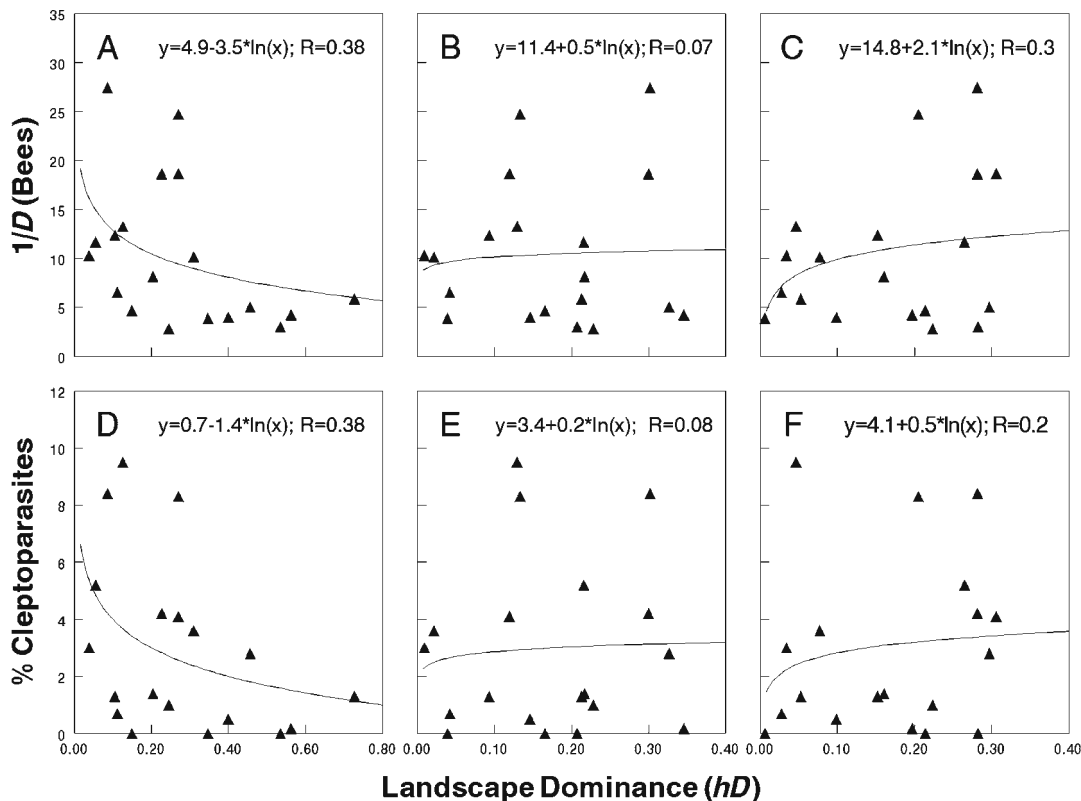 A y=4.9-3.5*ln(x); R=0.38
B y=11.4+0.5*ln(x); R=0.07
C y=14.8+2.1*ln(x); R=0.3
35
30
25
20
15
10
5
0
1/D (Bees)
D y=0.7-1.4*ln(x); R=0.38
E y=3.4+0.2*ln(x); R=0.08
F y=4.1+0.5*ln(x); R=0.2
12
10
8
6
4
2
0
% Cleptoparasites
0.00 0.20 0.40 0.60 0.80
0.00 0.10 0.20 0.30 0.40
0.00 0.10 0.20 0.30 0.40
Landscape Dominance (hD)